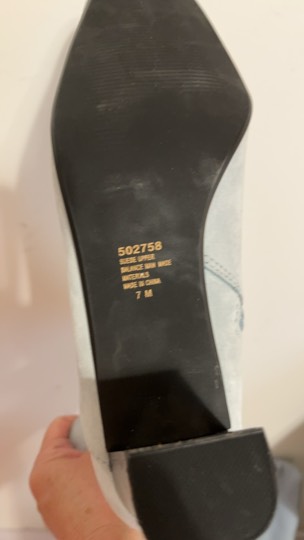 502758
SUEDE UPPER
BALANCE MAN MADE
MATERIALS
MADE IN CHINA
7 M